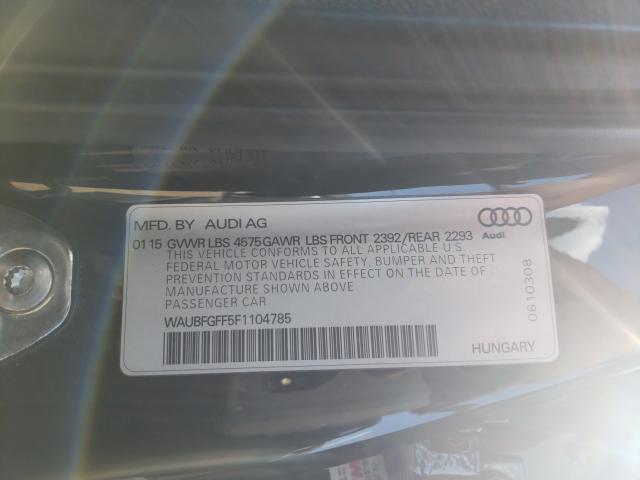 MFD. BY AUDI AG
01 15 GVWR LBS 4575 GAWR LBS FRONT 2392/REAR 2293
THIS VEHICLE CONFORMS TO ALL APPLICABLE U.S.
FEDERAL MOTOR VEHICLE SAFETY, BUMPER AND THEFT
PREVENTION STANDARDS IN EFFECT ON THE DATE OF
MANUFACTURE SHOWN ABOVE
PASSENGER CAR
WAUBFGFF5F1104785
HUNGARY
Audi
0610308